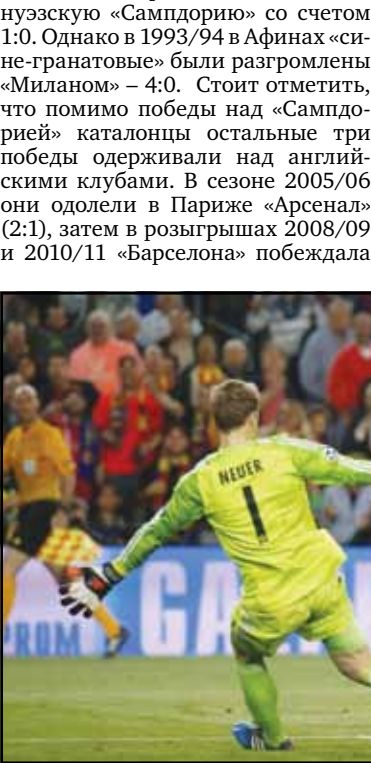 нуэзскую «Сампдорию» со счетом
1:0. Однако в 1993/94 в Афинах «си-
не-гранатовые» были разгромлены
«Миланом» – 4:0. Стоит отметить,
что помимо победы над «Сампдо-
рией» каталонцы остальные три
победы одерживали над англий-
скими клубами. В сезоне 2005/06
они одолели в Париже «Арсенал»
(2:1), затем в розыгрышах 2008/09
и 2010/11 «Барселона» побеждала
NEUER
1
PROM GA